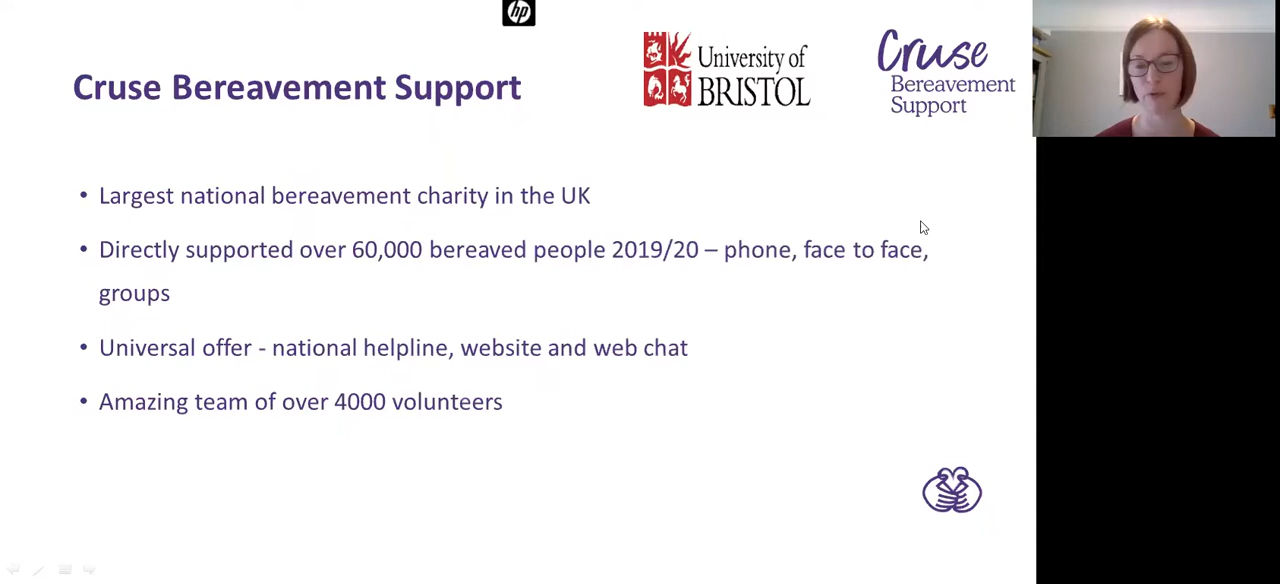 hp
Cruse Bereavement Support
University of
BRISTOL
Cruse
Bereavement
Support
• Largest national bereavement charity in the UK
• Directly supported over 60,000 bereaved people 2019/20 – phone, face to face,
groups
• Universal offer - national helpline, website and web chat
• Amazing team of over 4000 volunteers